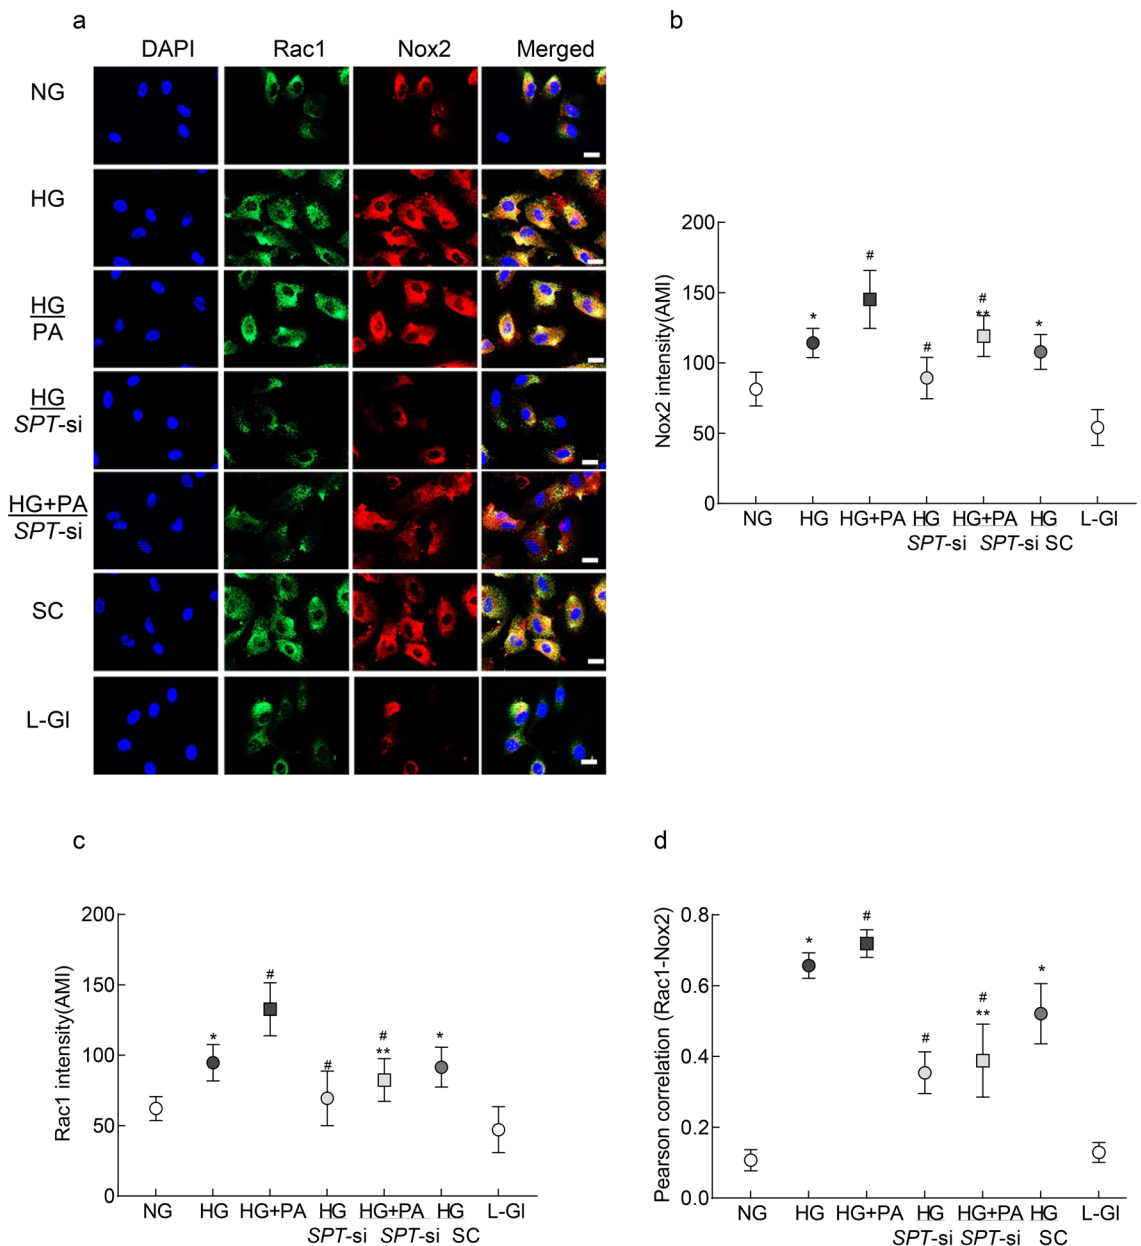 a
DAPI Rac1 Nox2 Merged
NG
HG
HG
PA
HG
SPT-si
HG+PA
SPT-si
SC
L-Gl
b
Nox2 intensity(AMI)
200
150
100
50
0
# 
*
#
#
**
*
NG HG HG+PA HG HG+PA HG L-Gl
SPT-si SPT-si SC
c
Rac1 intensity(AMI)
200
150
100
50
0
*
#
#
#
**
*
NG HG HG+PA HG HG+PA HG L-Gl
SPT-si SPT-si SC
d
Pearson correlation (Rac1-Nox2)
0.8
0.6
0.4
0.2
0.0
*
#
#
#
**
*
NG HG HG+PA HG HG+PA HG L-Gl
SPT-si SPT-si SC